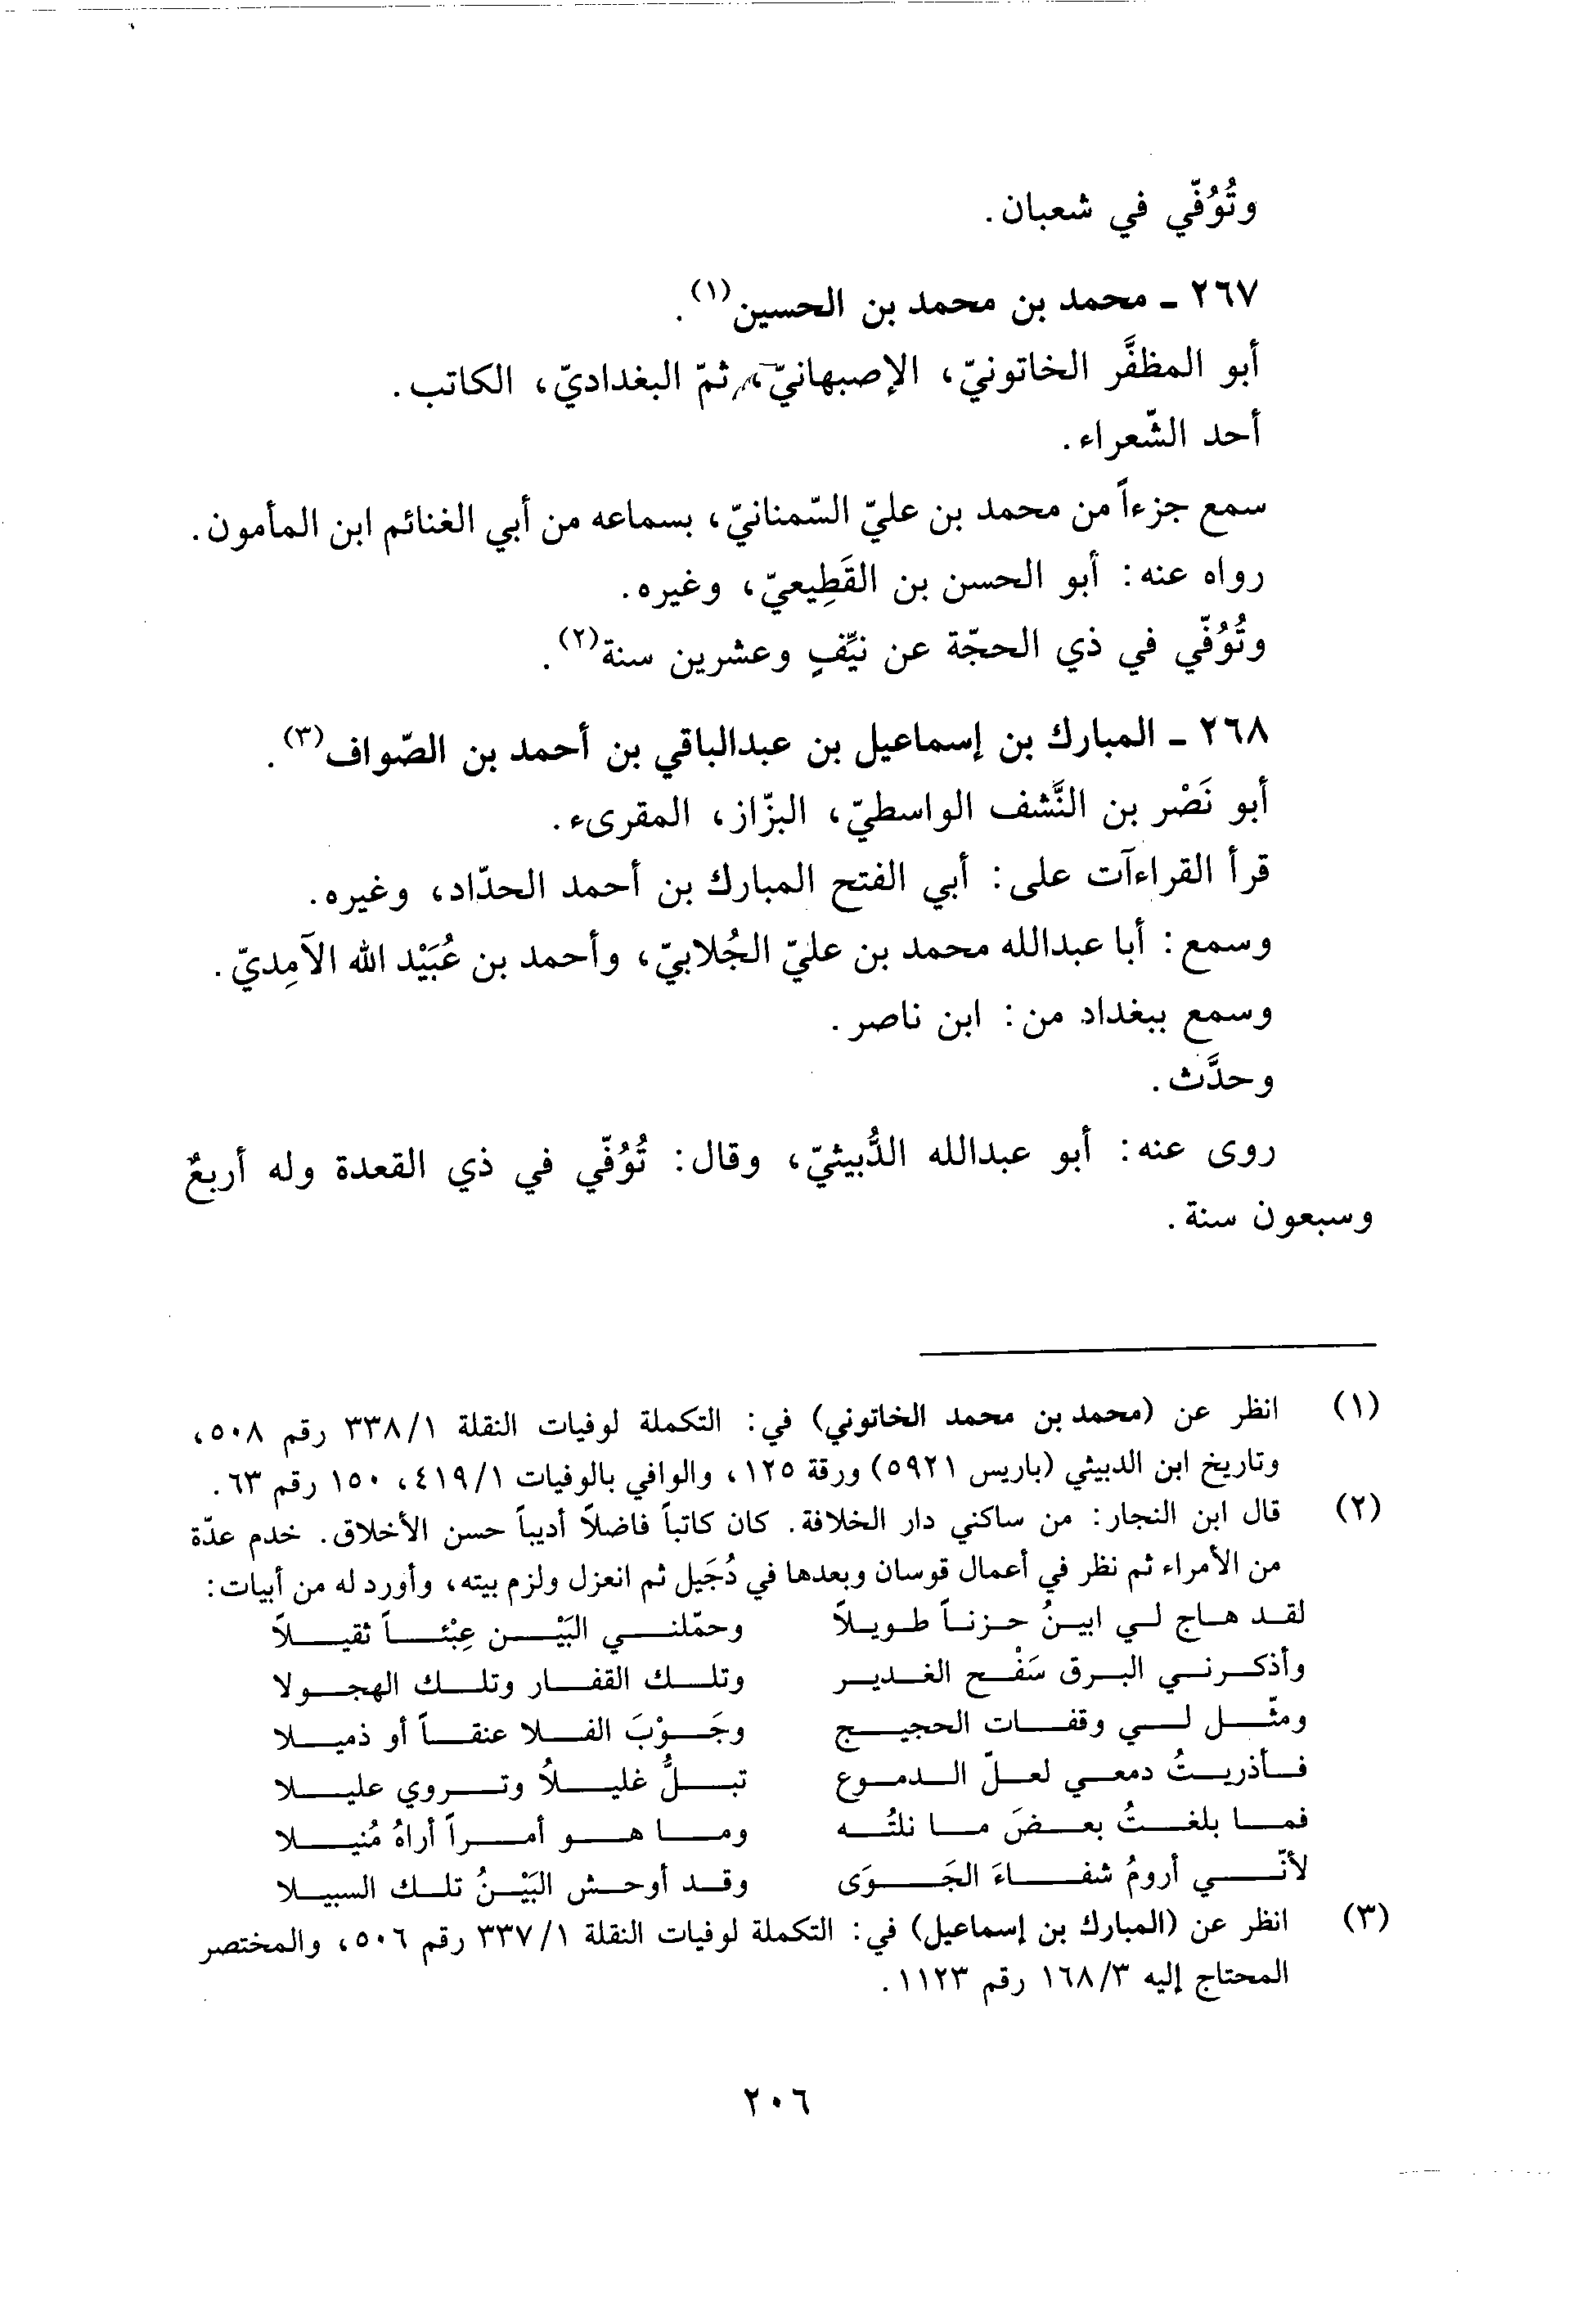 وتُوُفّي في شعبان.
٢٦٧ ـ محمد بن محمد بن الحسين(١).
أبو المظفَّر الخاتونيّ، الإصبهانيّ، ثمّ البغداديّ، الكاتب.
أحد الشّعراء.
سمع جزءاً من محمد بن عليّ السّمنانيّ، بسماعه من أبي الغنائم ابن المأمون.
رواه عنه: أبو الحسن بن القَطِيعيّ، وغيره.
وتُوُفّي في ذي الحجّة عن نيِّفٍ وعشرين سنة(٢).
٢٦٨ ـ المبارك بن إسماعيل بن عبدالباقي بن أحمد بن الصّواف(٣).
أبو نَصْر بن النَّشف الواسطيّ، البزّاز، المقرىء.
قرأ القراءآت على: أبي الفتح المبارك بن أحمد الحدّاد، وغيره.
وسمع: أبا عبدالله محمد بن عليّ الجُلابيّ، وأحمد بن عُبَيْد الله الآمِديّ.
وسمع ببغداد من: ابن ناصر.
وحدَّث.
روى عنه: أبو عبدالله الدُّبيثيّ، وقال: تُوُفّي في ذي القعدة وله أربعٌ
وسبعون سنة.
(١) انظر عن (محمد بن محمد الخاتوني) في: التكملة لوفيات النقلة ٣٣٨/١ رقم ٥٠٨،
وتاريخ ابن الدبيثي (باريس ٥٩٢١) ورقة ١٢٥، والوافي بالوفيات ٤١٩/١، ١٥٠ رقم ٦٣.
(٢) قال ابن النجار: من ساكني دار الخلافة. كان كاتباً فاضلاً أديباً حسن الأخلاق. خدم عدّة
من الأمراء ثم نظر في أعمال قوسان وبعدها في دُجَيل ثم انعزل ولزم بيته، وأورد له من أبيات:
لقد هاج لي ابينُ حزناً طويلاً وحمّلني البَيْن عِبْئاً ثقيلاً
وأذكرني البرق سَفْح الغدير وتلك القفار وتلك الهجولا
ومثّل لي وقفات الحجيج وجَوْبَ الفلا عنقاً أو ذميلا
فأذريتُ دمعي لعلّ الدموع تبلُّ غليلاُ وتروي عليلا
فما بلغتُ بعضَ ما نلتُه وما هو أمراً أراهُ مُنيلا
لأنّي أرومُ شفاءَ الجَوَى وقد أوحش البَيْنُ تلك السبيلا
(٣) انظر عن (المبارك بن إسماعيل) في: التكملة لوفيات النقلة ٣٣٧/١ رقم ٥٠٦، والمختصر
المحتاج إليه ١٦٨/٣ رقم ١١٢٣.
٢٠٦